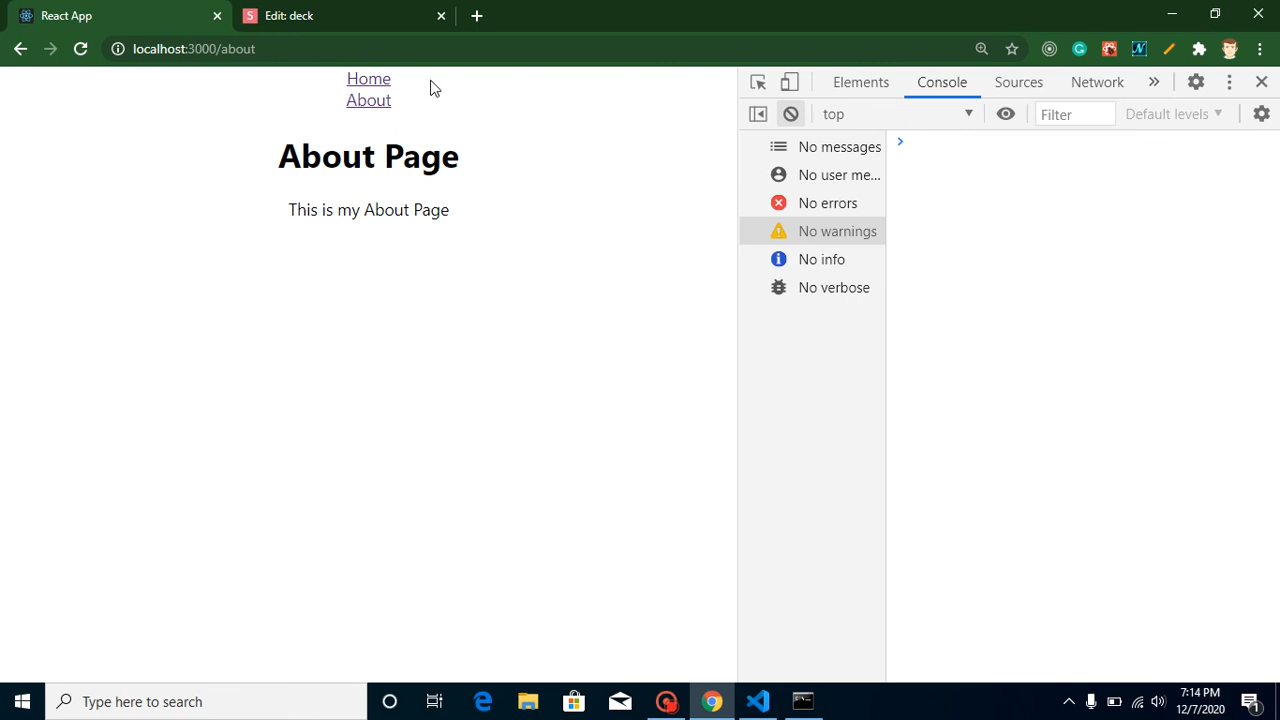 React App
Edit: deck
localhost:3000/about
Home
About
About Page
This is my About Page
Elements
Console
Sources
Network
top
Filter
Default levels
No messages
No user me...
No errors
No warnings
No info
No verbose
Type here to search
7:14 PM
12/7/2020